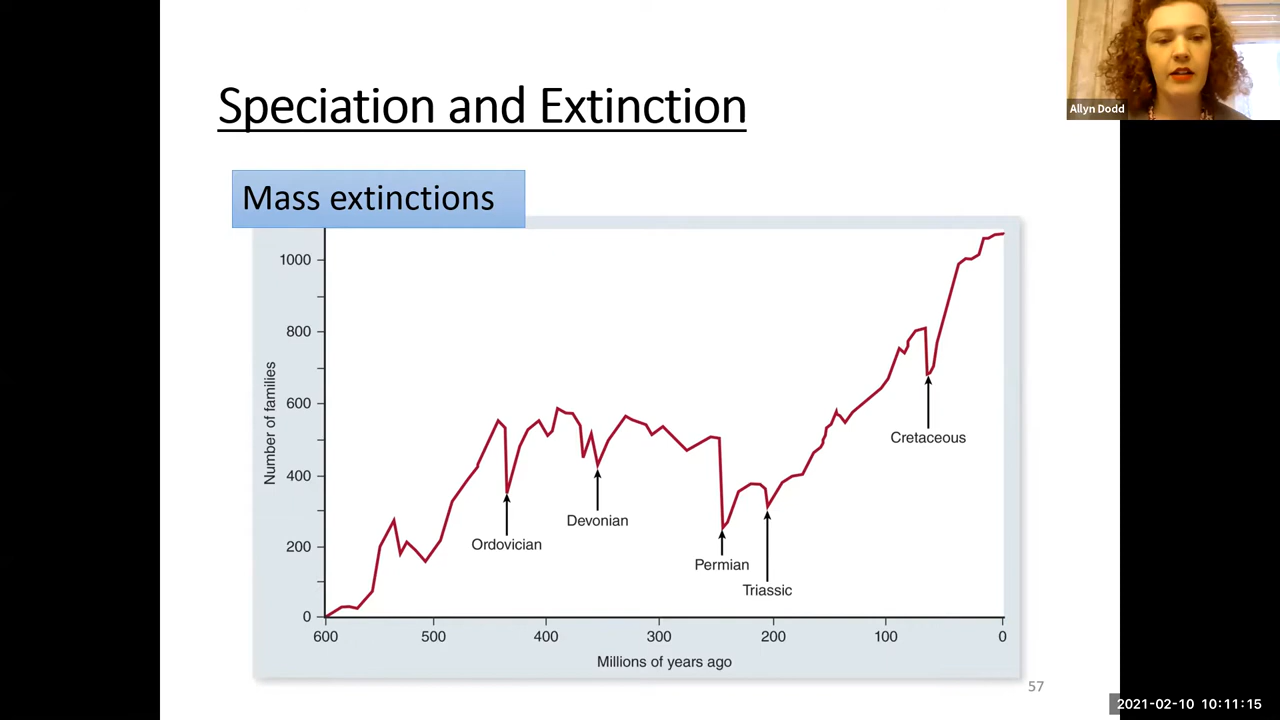 Allyn Dodd
Speciation and Extinction
Mass extinctions
1000
800
600
400
200
0
Number of families
Ordovician
Devonian
Permian
Triassic
Cretaceous
600 500 400 300 200 100 0
Millions of years ago
57
2021-02-10 10:11:15